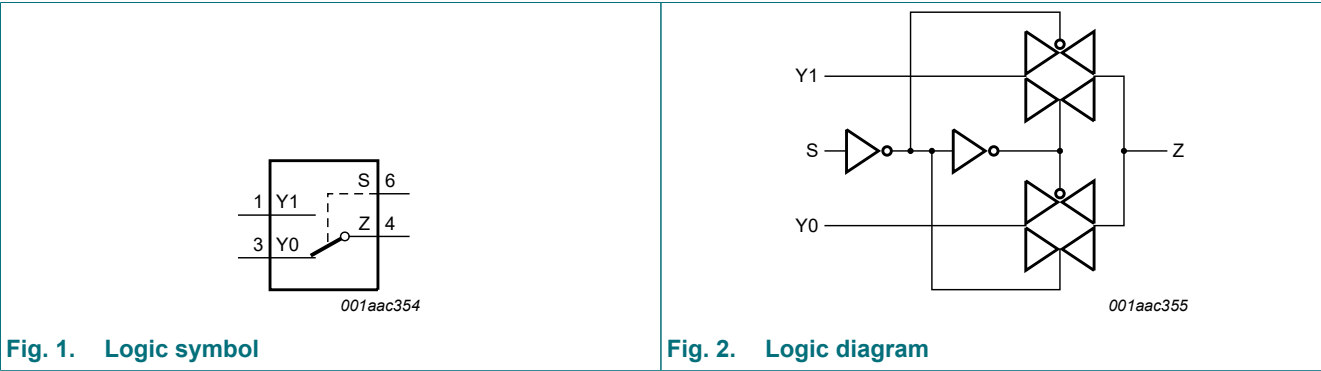 S 6
1 Y1
Z 4
3 Y0
001aac354
Fig. 1. Logic symbol
Y1
S
Z
Y0
001aac355
Fig. 2. Logic diagram